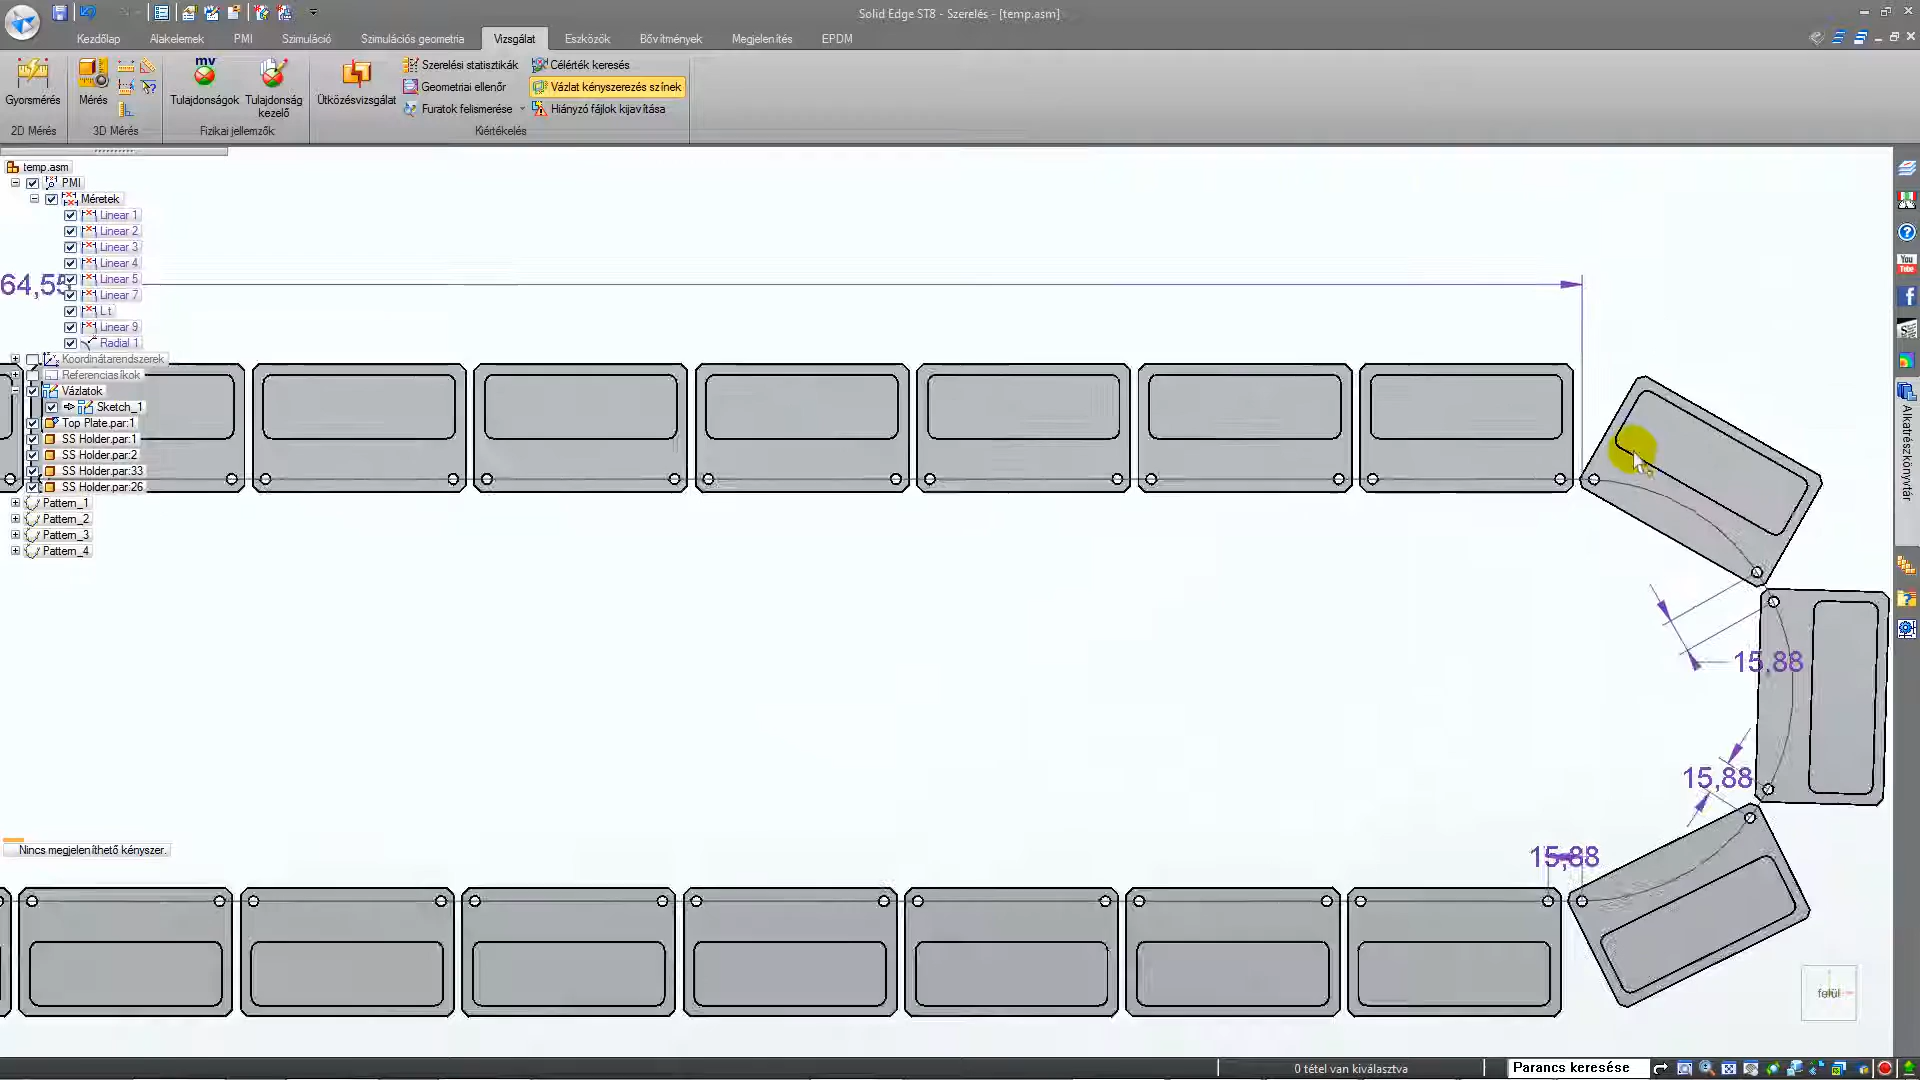 Solid Edge ST8 - Szerelés - [temp.asm]
Kezdőlap
Alakelemek
PMI
Szimuláció
Szimulációs geometria
Vizsgálat
Eszközök
Bővítmények
Megjelenítés
EPDM
Gyorsmérés
2D Mérés
Mérés
3D Mérés
mv
Tulajdonságok
Tulajdonság kezelő
Fizikai jellemzők
Ütközésvizsgálat
Szerelési statisztikák
Geometriai ellenőr
Furatok felismerése
Célérték keresés
Vázlat kényszerezés színek
Hiányzó fájlok kijavítása
Kiértékelés
temp.asm
PMI
Méretek
Linear 1
Linear 2
Linear 3
Linear 4
Linear 5
Linear 7
L.t
Linear 9
Radial 1
Koordinátarendszerek
Referenciasíkok
Vázlatok
Sketch_1
Top Plate.par:1
SS Holder.par:1
SS Holder.par:2
SS Holder.par:33
SS Holder.par:26
Pattern_1
Pattern_2
Pattern_3
Pattern_4
64,55
15,88
15,88
15,88
Nincs megjeleníthető kényszer.
You
Tube
Alkatrészkönyvtár
felül
0 tétel van kiválasztva
Parancs keresése